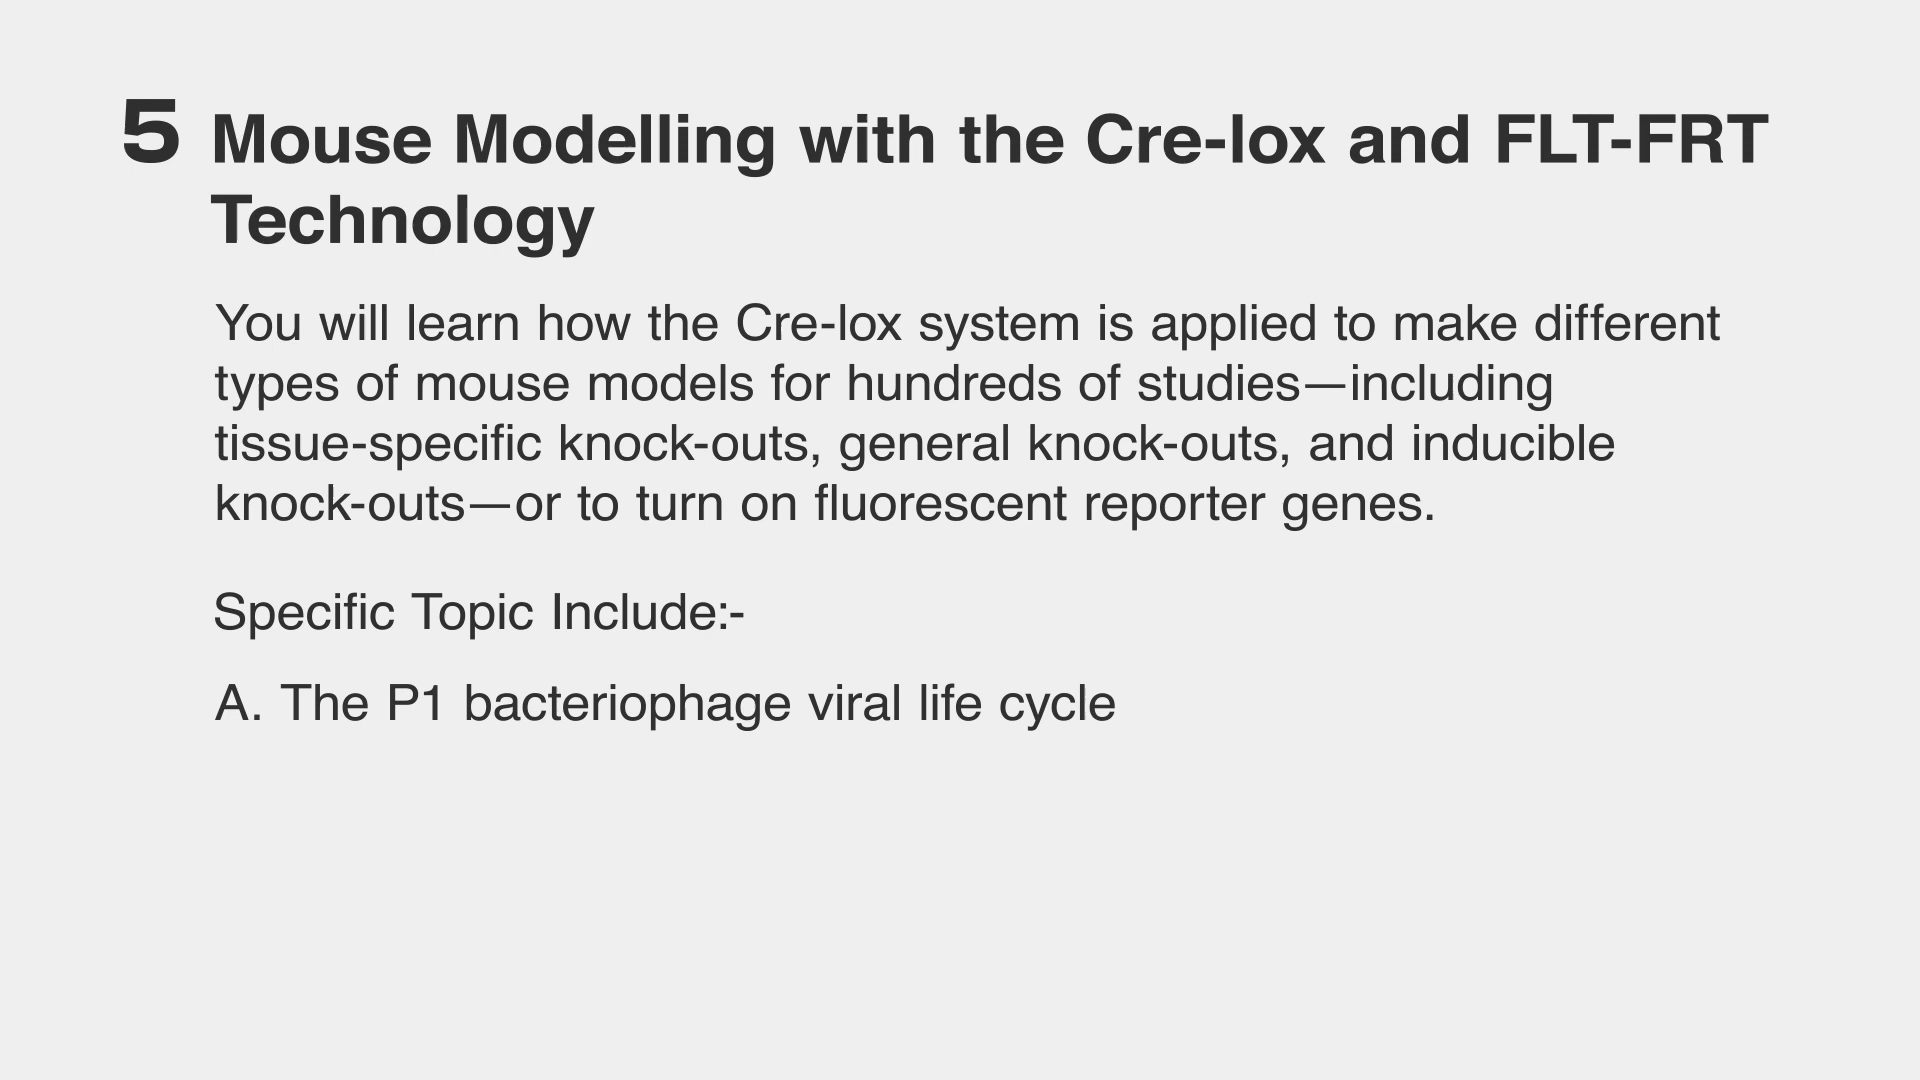 5 Mouse Modelling with the Cre-lox and FLT-FRT
Technology
You will learn how the Cre-lox system is applied to make different
types of mouse models for hundreds of studies—including
tissue-specific knock-outs, general knock-outs, and inducible
knock-outs—or to turn on fluorescent reporter genes.
Specific Topic Include:-
A. The P1 bacteriophage viral life cycle